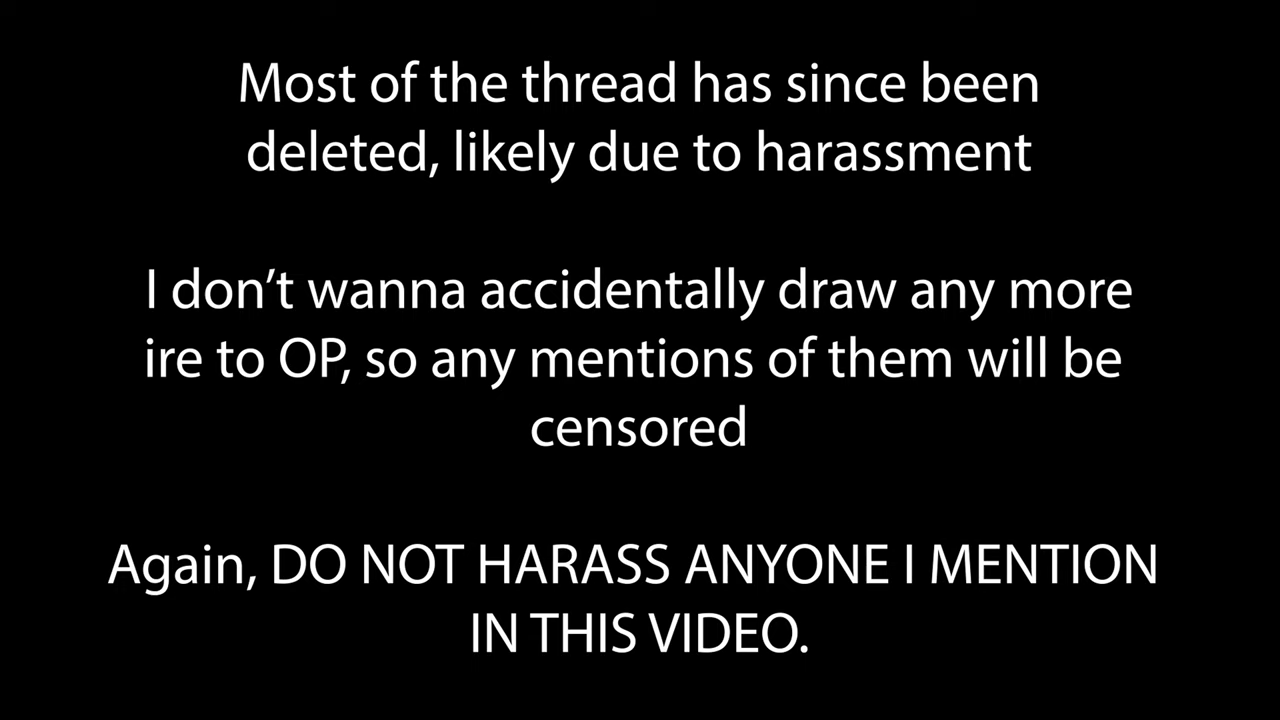 Most of the thread has since been
deleted, likely due to harassment
I don’t wanna accidentally draw any more
ire to OP, so any mentions of them will be
censored
Again, DO NOT HARASS ANYONE I MENTION
IN THIS VIDEO.